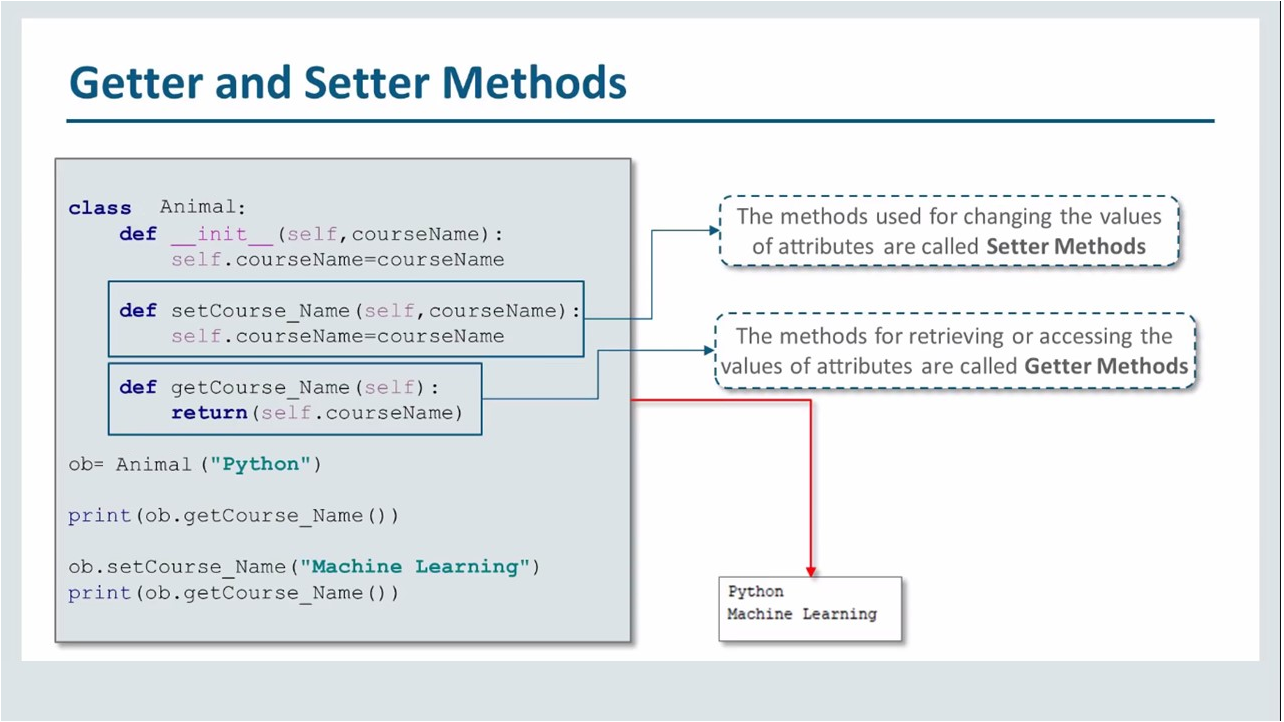 Getter and Setter Methods
class Animal:
def __init__(self,courseName):
self.courseName=courseName
def setCourse_Name(self,courseName):
self.courseName=courseName
def getCourse_Name(self):
return(self.courseName)
ob= Animal ("Python")
print(ob.getCourse_Name())
ob.setCourse_Name("Machine Learning")
print(ob.getCourse_Name())
The methods used for changing the values
of attributes are called Setter Methods
The methods for retrieving or accessing the
values of attributes are called Getter Methods
Python
Machine Learning